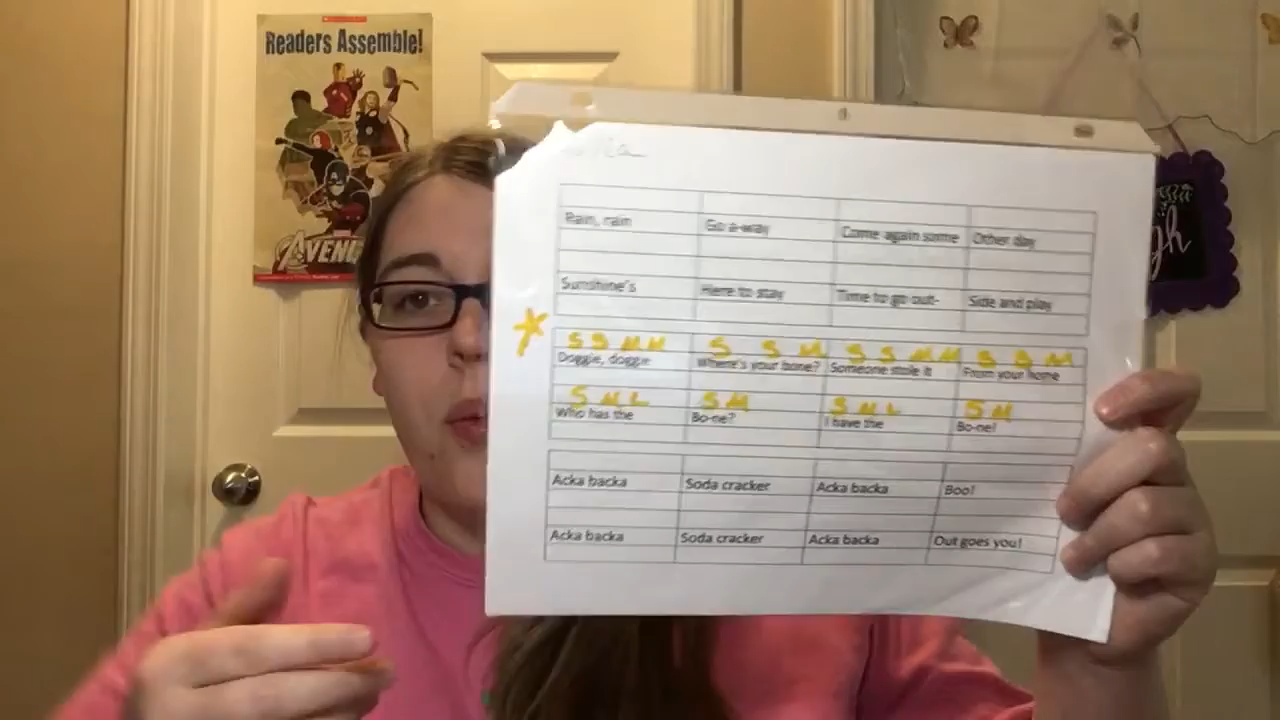 Readers Assemble!
AVENG
gh
Rain, rain Go a-way Come again some Other day
Sunshine's Here to stay Time to go out- Side and play
S S M M S S M S S M M S S M
Doggie, doggie Where's your bone? Someone stole it From your home
S M L S M S M L S M
Who has the Bo-ne? I have the Bo-ne!
Acka backa Soda cracker Acka backa Boo!
Acka backa Soda cracker Acka backa Out goes you!